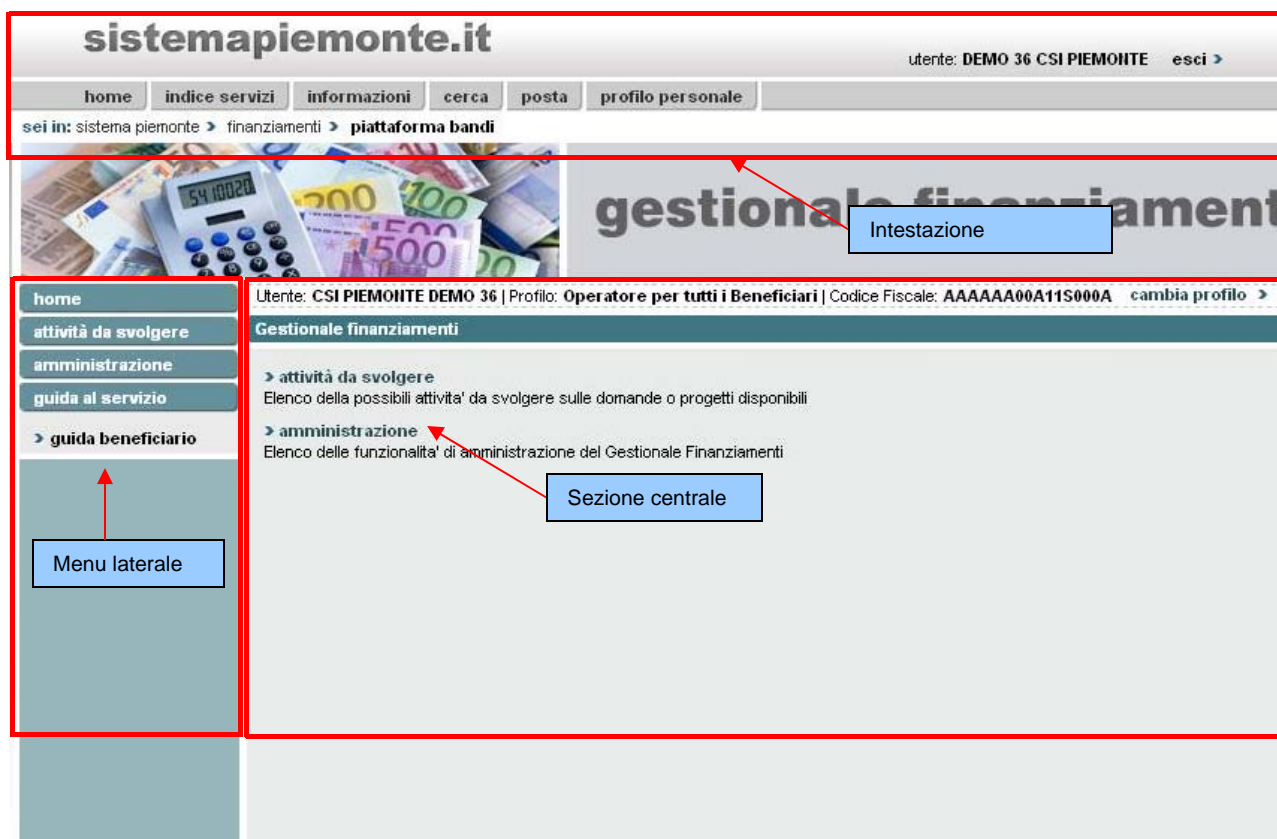 sistemapiemonte.it
utente: DEMO 36 CSI PIEMONTE esci >
home indice servizi informazioni cerca posta profilo personale
sei in: sistema piemonte > finanziamenti > piattaforma bandi
5410020
200 100
500
gestionale finanziament
Intestazione
home
attività da svolgere
amministrazione
guida al servizio
> guida beneficiario
Menu laterale
Utente: CSI PIEMONTE DEMO 36 | Profilo: Operatore per tutti i Beneficiari | Codice Fiscale: AAAAAA00A11S000A cambia profilo >
Gestionale finanziamenti
> attività da svolgere
Elenco della possibili attivita' da svolgere sulle domande o progetti disponibili
> amministrazione
Elenco delle funzionalita' di amministrazione del Gestionale Finanziamenti
Sezione centrale